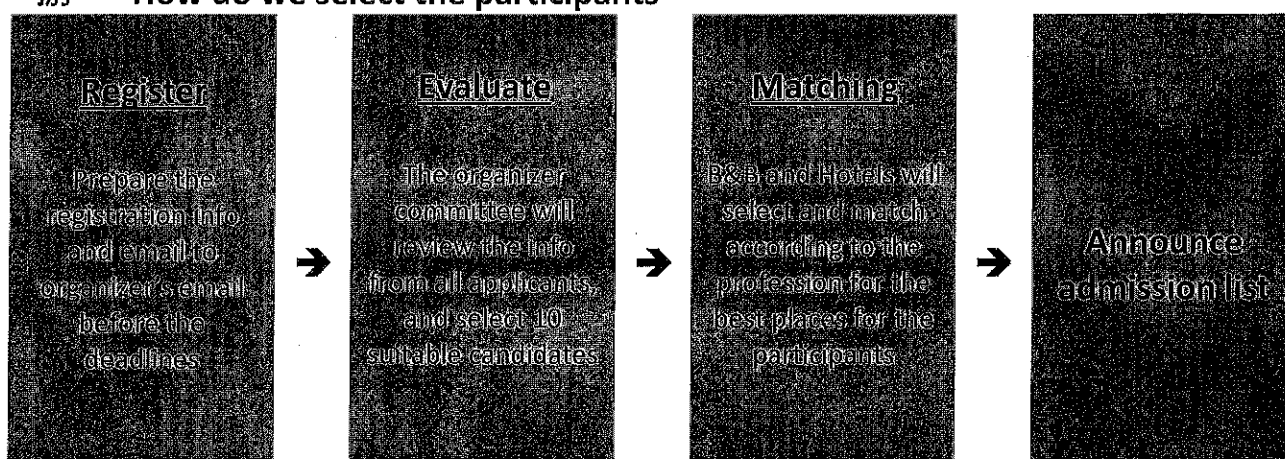 How do we select the participants
Register
Prepare the
registration info
and email to
organizer's email
before the
deadlines
Evaluate
The organizer
committee will
review the info
from all applicants,
and select 10
suitable candidates
Matching
B&B and Hotels will
select and match
according to the
profession for the
best places for the
participants
Announce
admission list